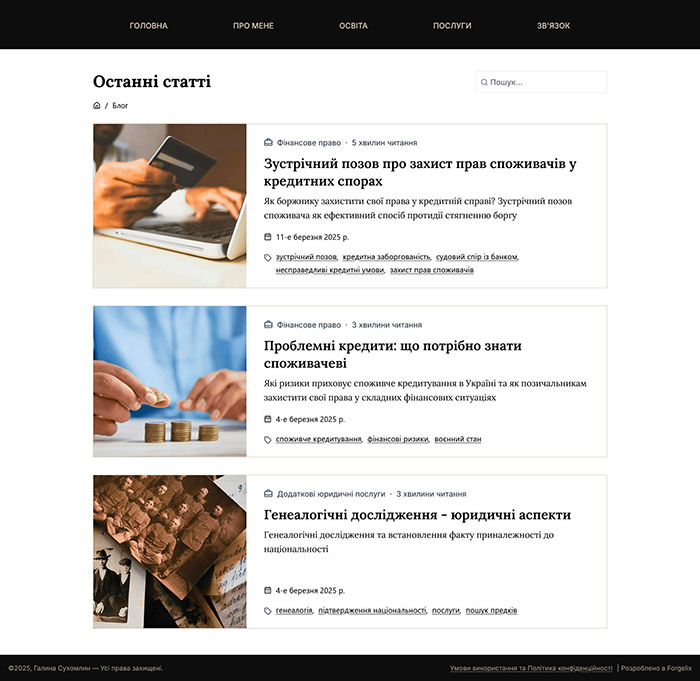 ГОЛОВНА ПРО МЕНЕ ОСВІТА ПОСЛУГИ ЗВ'ЯЗОК
Останні статті
Пошук...
/ Блог
Фінансове право · 5 хвилин читання
Зустрічний позов про захист прав споживачів у
кредитних спорах
Як боржнику захистити свої права у кредитній справі? Зустрічний позов
споживача як ефективний спосіб протидії стягненню боргу
11-е березня 2025 р.
зустрічний позов, кредитна заборгованість, судовий спір із банком,
несправедливі кредитні умови, захист прав споживачів
Фінансове право · 3 хвилини читання
Проблемні кредити: що потрібно знати
споживачеві
Які ризики приховує споживче кредитування в Україні та як позичальникам
захистити свої права у складних фінансових ситуаціях
4-е березня 2025 р.
споживче кредитування, фінансові ризики, воєнний стан
Додаткові юридичні послуги · 3 хвилини читання
Генеалогічні дослідження - юридичні аспекти
Генеалогічні дослідження та встановлення факту приналежності до
національності
4-е березня 2025 р.
генеалогія, підтвердження національності, послуги, пошук предків
©2025, Галина Сухомлин — Усі права захищені.
Умови використання та Політика конфіденційності | Розроблено в Forgelix